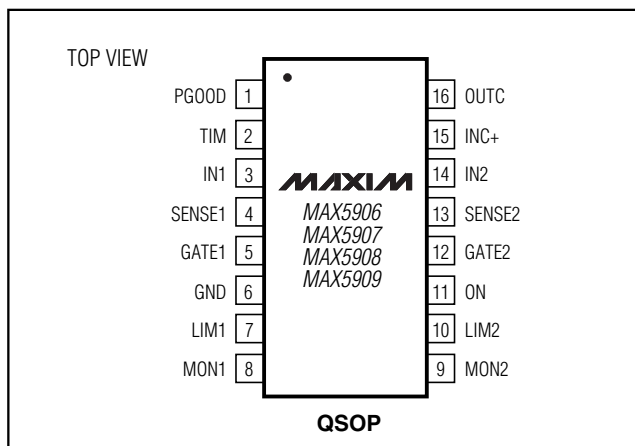 TOP VIEW
PGOOD 1
TIM 2
IN1 3
SENSE1 4
GATE1 5
GND 6
LIM1 7
MON1 8
MAXIM
MAX5906
MAX5907
MAX5908
MAX5909
16 OUTC
15 INC+
14 IN2
13 SENSE2
12 GATE2
11 ON
10 LIM2
9 MON2
QSOP